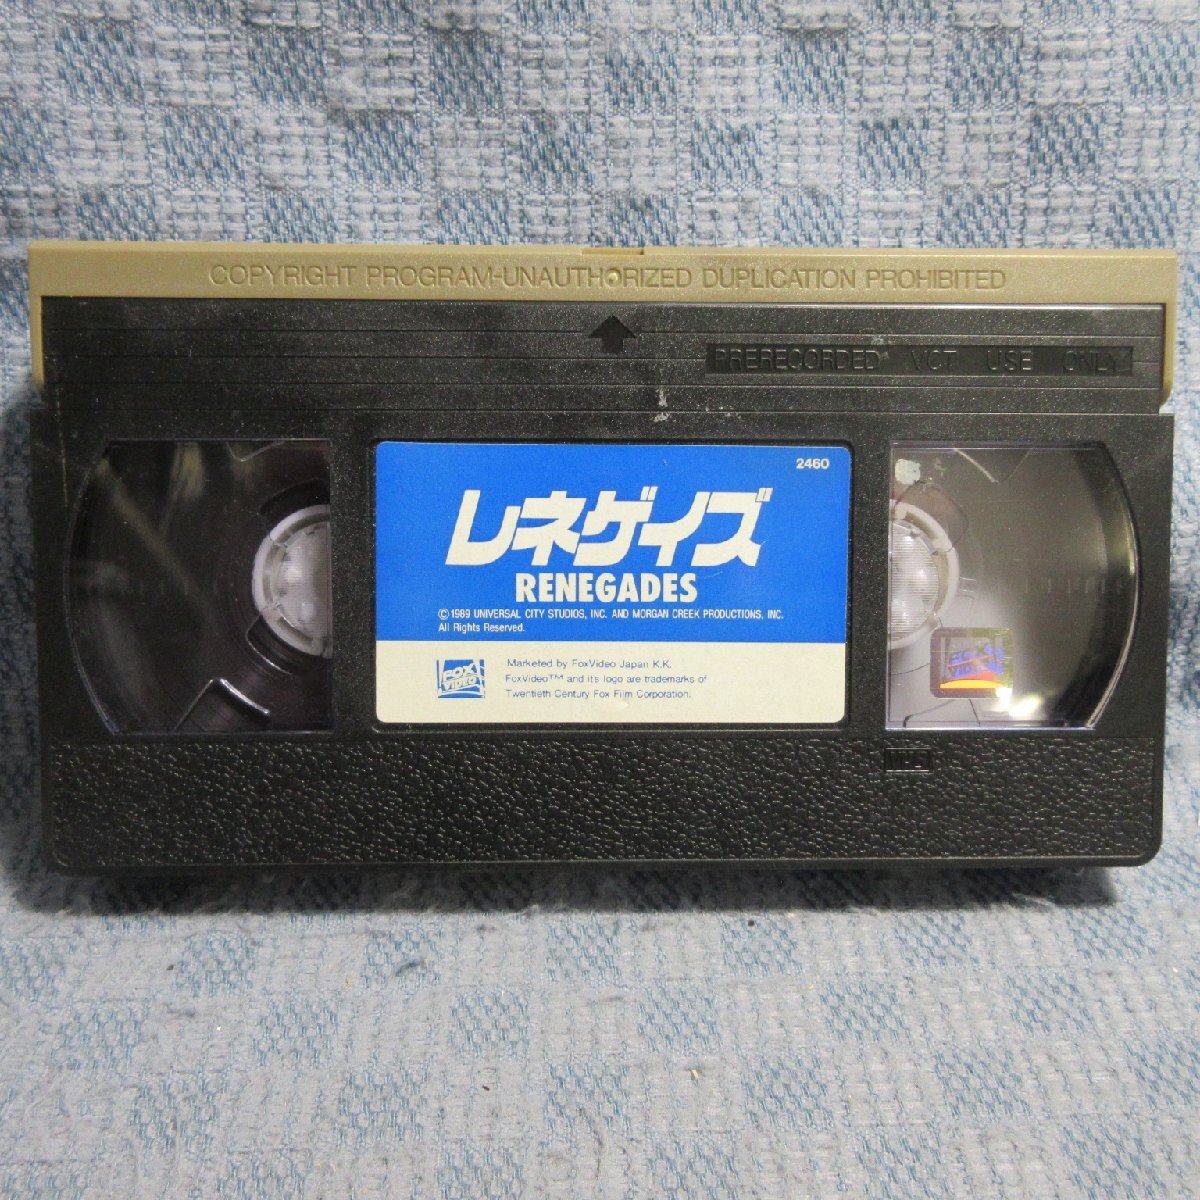 COPYRIGHT PROGRAM-UNAUTHORIZED DUPLICATION PROHIBITED
PRERECORDED VCT USE ONLY
2460
レネゲイズ
RENEGADES
©1989 UNIVERSAL CITY STUDIOS, INC. AND MORGAN CREEK PRODUCTIONS, INC.
All Rights Reserved.
FOX
VIDEO
Marketed by FoxVideo Japan K.K.
FoxVideo™ and its logo are trademarks of
Twentieth Century Fox Film Corporation.
FOX
VIDEO